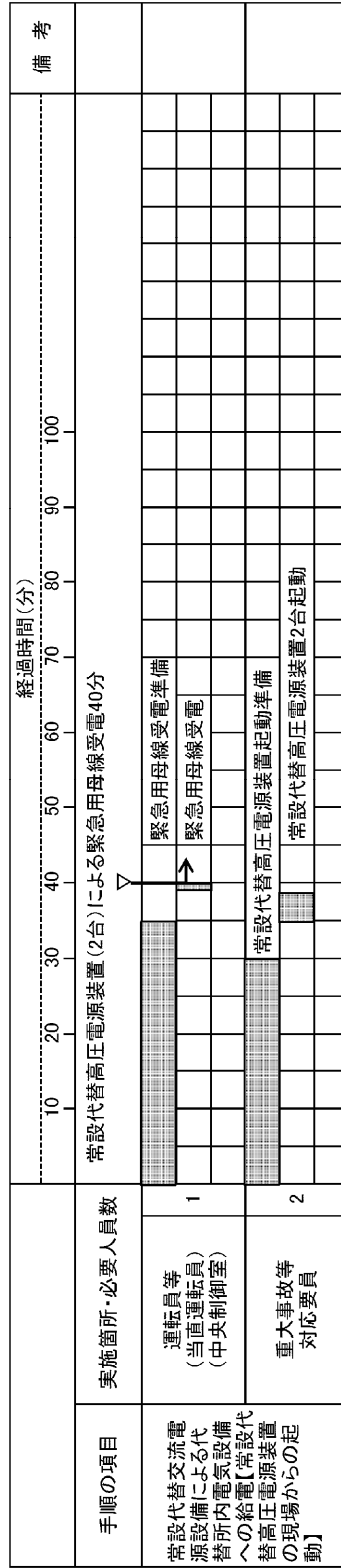 経過時間(分)
備考
手順の項目
実施箇所・必要人員数
10 20 30 40 50 60 70 80 90 100
常設代替高圧電源装置(2台)による緊急用母線受電40分
▽
常設代替交流電
源設備による代
替所内電気設備
への給電【常設代
替高圧電源装置
の現場からの起
動】
運転員等
(当直運転員)
(中央制御室)
1
緊急用母線受電準備
緊急用母線受電
重大事故等
対応要員
2
常設代替高圧電源装置起動準備
常設代替高圧電源装置2台起動